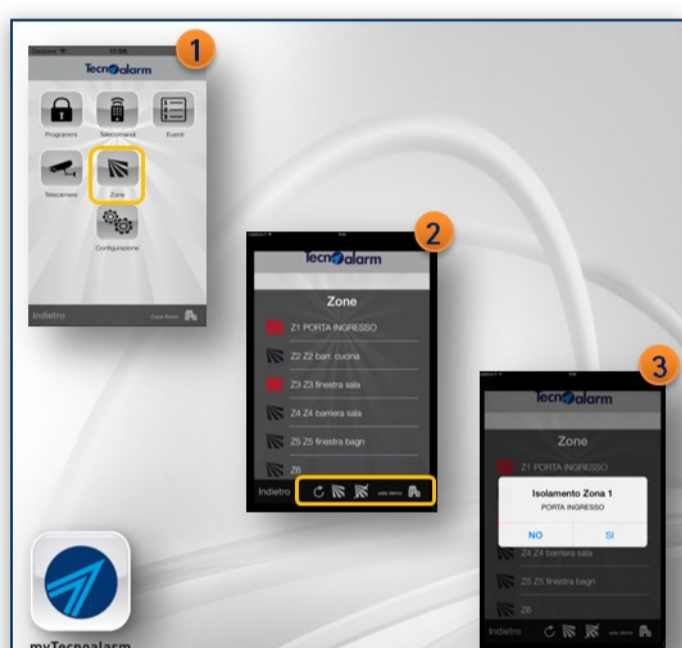 1
Gestore 11:06
Tecnoalarm
Programmi Telecomandi Eventi
Telecamere Zone
Configurazione
Indietro
2
Tecnoalarm
Zone
Z1 PORTA INGRESSO
Z2 Z2 barr. cucina
Z3 Z3 finestra sala
Z4 Z4 barriera sala
Z5 Z5 finestra bagn
Z6
Indietro
3
Tecnoalarm
Zone
Z1 PORTA INGRESSO
Isolamento Zona 1
PORTA INGRESSO
NO SI
Z4 Z4 barriera sala
Z5 Z5 finestra bagn
Z6
Indietro
myTecnoalarm